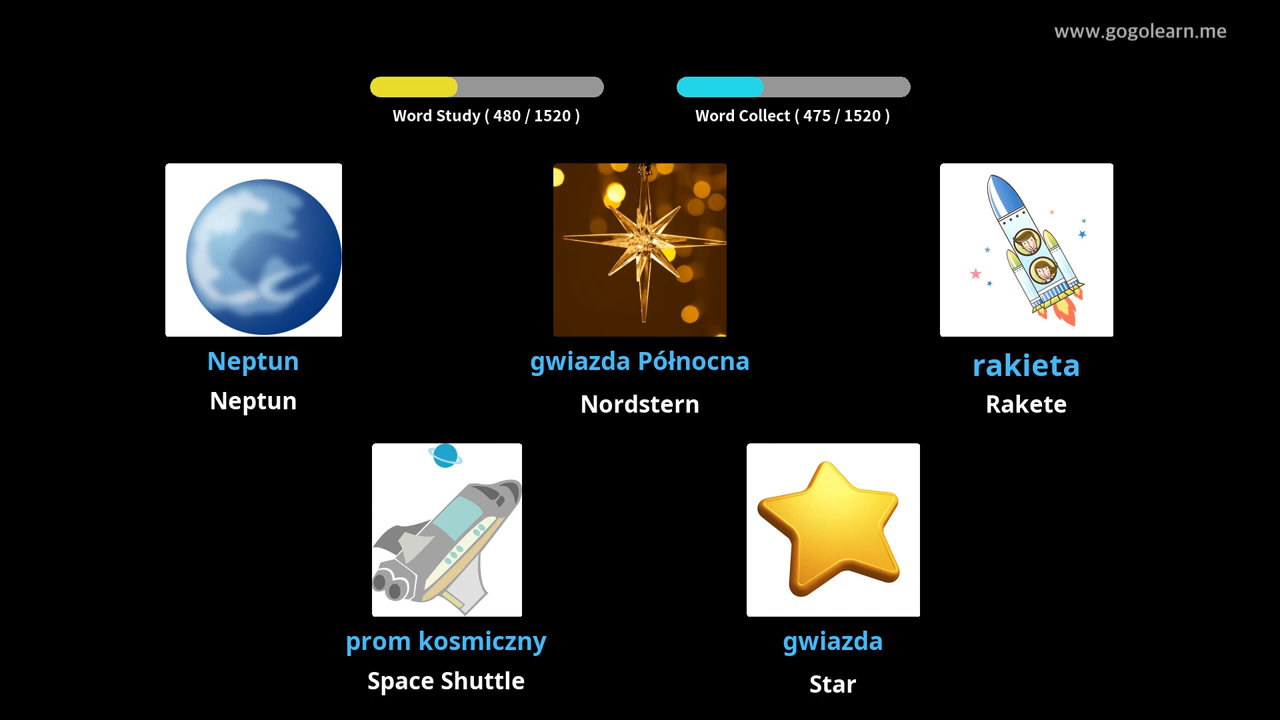 www.gogolearn.me
Word Study ( 480 / 1520 )
Word Collect ( 475 / 1520 )
Neptun
Neptun
gwiazda Północna
Nordstern
rakieta
Rakete
prom kosmiczny
Space Shuttle
gwiazda
Star